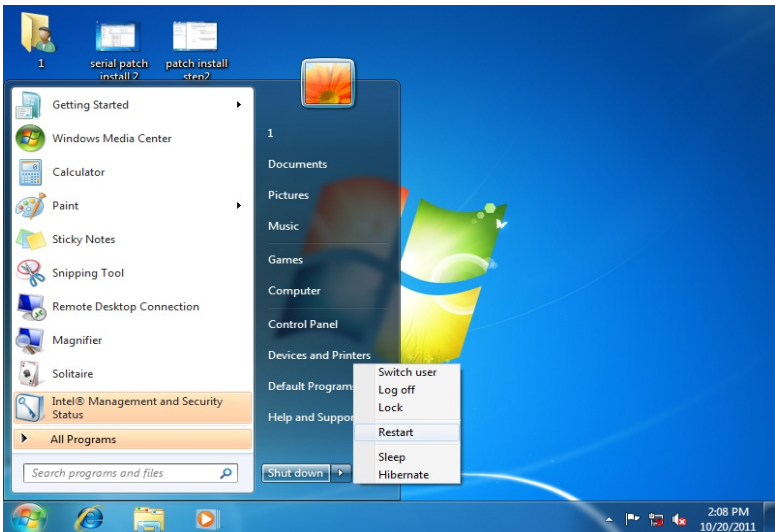 1
serial patch
install 2
patch install
step2
Getting Started
Windows Media Center
Calculator
Paint
Sticky Notes
Snipping Tool
Remote Desktop Connection
Magnifier
Solitaire
Intel® Management and Security
Status
All Programs
Search programs and files
1
Documents
Pictures
Music
Games
Computer
Control Panel
Devices and Printers
Default Program
Help and Suppor
Shut down
Switch user
Log off
Lock
Restart
Sleep
Hibernate
2:08 PM
10/20/2011